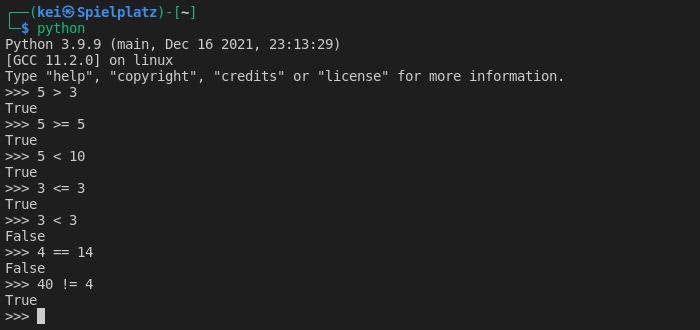 ┌──(kei㉿Spielplatz)-[~]
└─$ python
Python 3.9.9 (main, Dec 16 2021, 23:13:29)
[GCC 11.2.0] on linux
Type "help", "copyright", "credits" or "license" for more information.
>>> 5 > 3
True
>>> 5 >= 5
True
>>> 5 < 10
True
>>> 3 <= 3
True
>>> 3 < 3
False
>>> 4 == 14
False
>>> 40 != 4
True
>>>